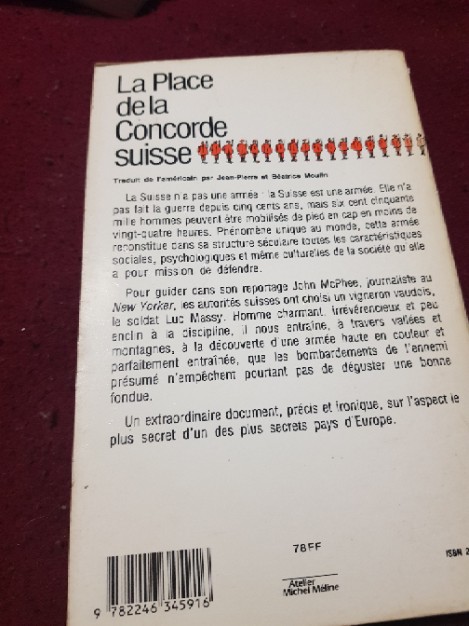 La Place
de la
Concorde
suisse
Traduit de l'américain par Jean-Pierre et Béatrice Moulin
La Suisse n'a pas une armée : la Suisse est une armée. Elle n'a
pas fait la guerre depuis cinq cents ans, mais six cent cinquante
mille hommes peuvent être mobilisés de pied en cap en moins de
vingt-quatre heures. Phénomène unique au monde, cette armée
reconstitue dans sa structure séculaire toutes les caractéristiques
sociales, psychologiques et même culturelles de la société qu'elle
a pour mission de défendre.
Pour guider dans son reportage John McPhee, journaliste au
New Yorker, les autorités suisses ont choisi un vigneron vaudois,
le soldat Luc Massy. Homme charmant, irrévérencieux et peu
enclin à la discipline, il nous entraîne, à travers vallées et
montagnes, à la découverte d'une armée haute en couleur et
parfaitement entraînée, que les bombardements de l'ennemi
présumé n'empêchent pourtant pas de déguster une bonne
fondue.
Un extraordinaire document, précis et ironique, sur l'aspect le
plus secret d'un des plus secrets pays d'Europe.
78 FF
ISBN 2
Atelier
Michel Méline
9 782246 345916